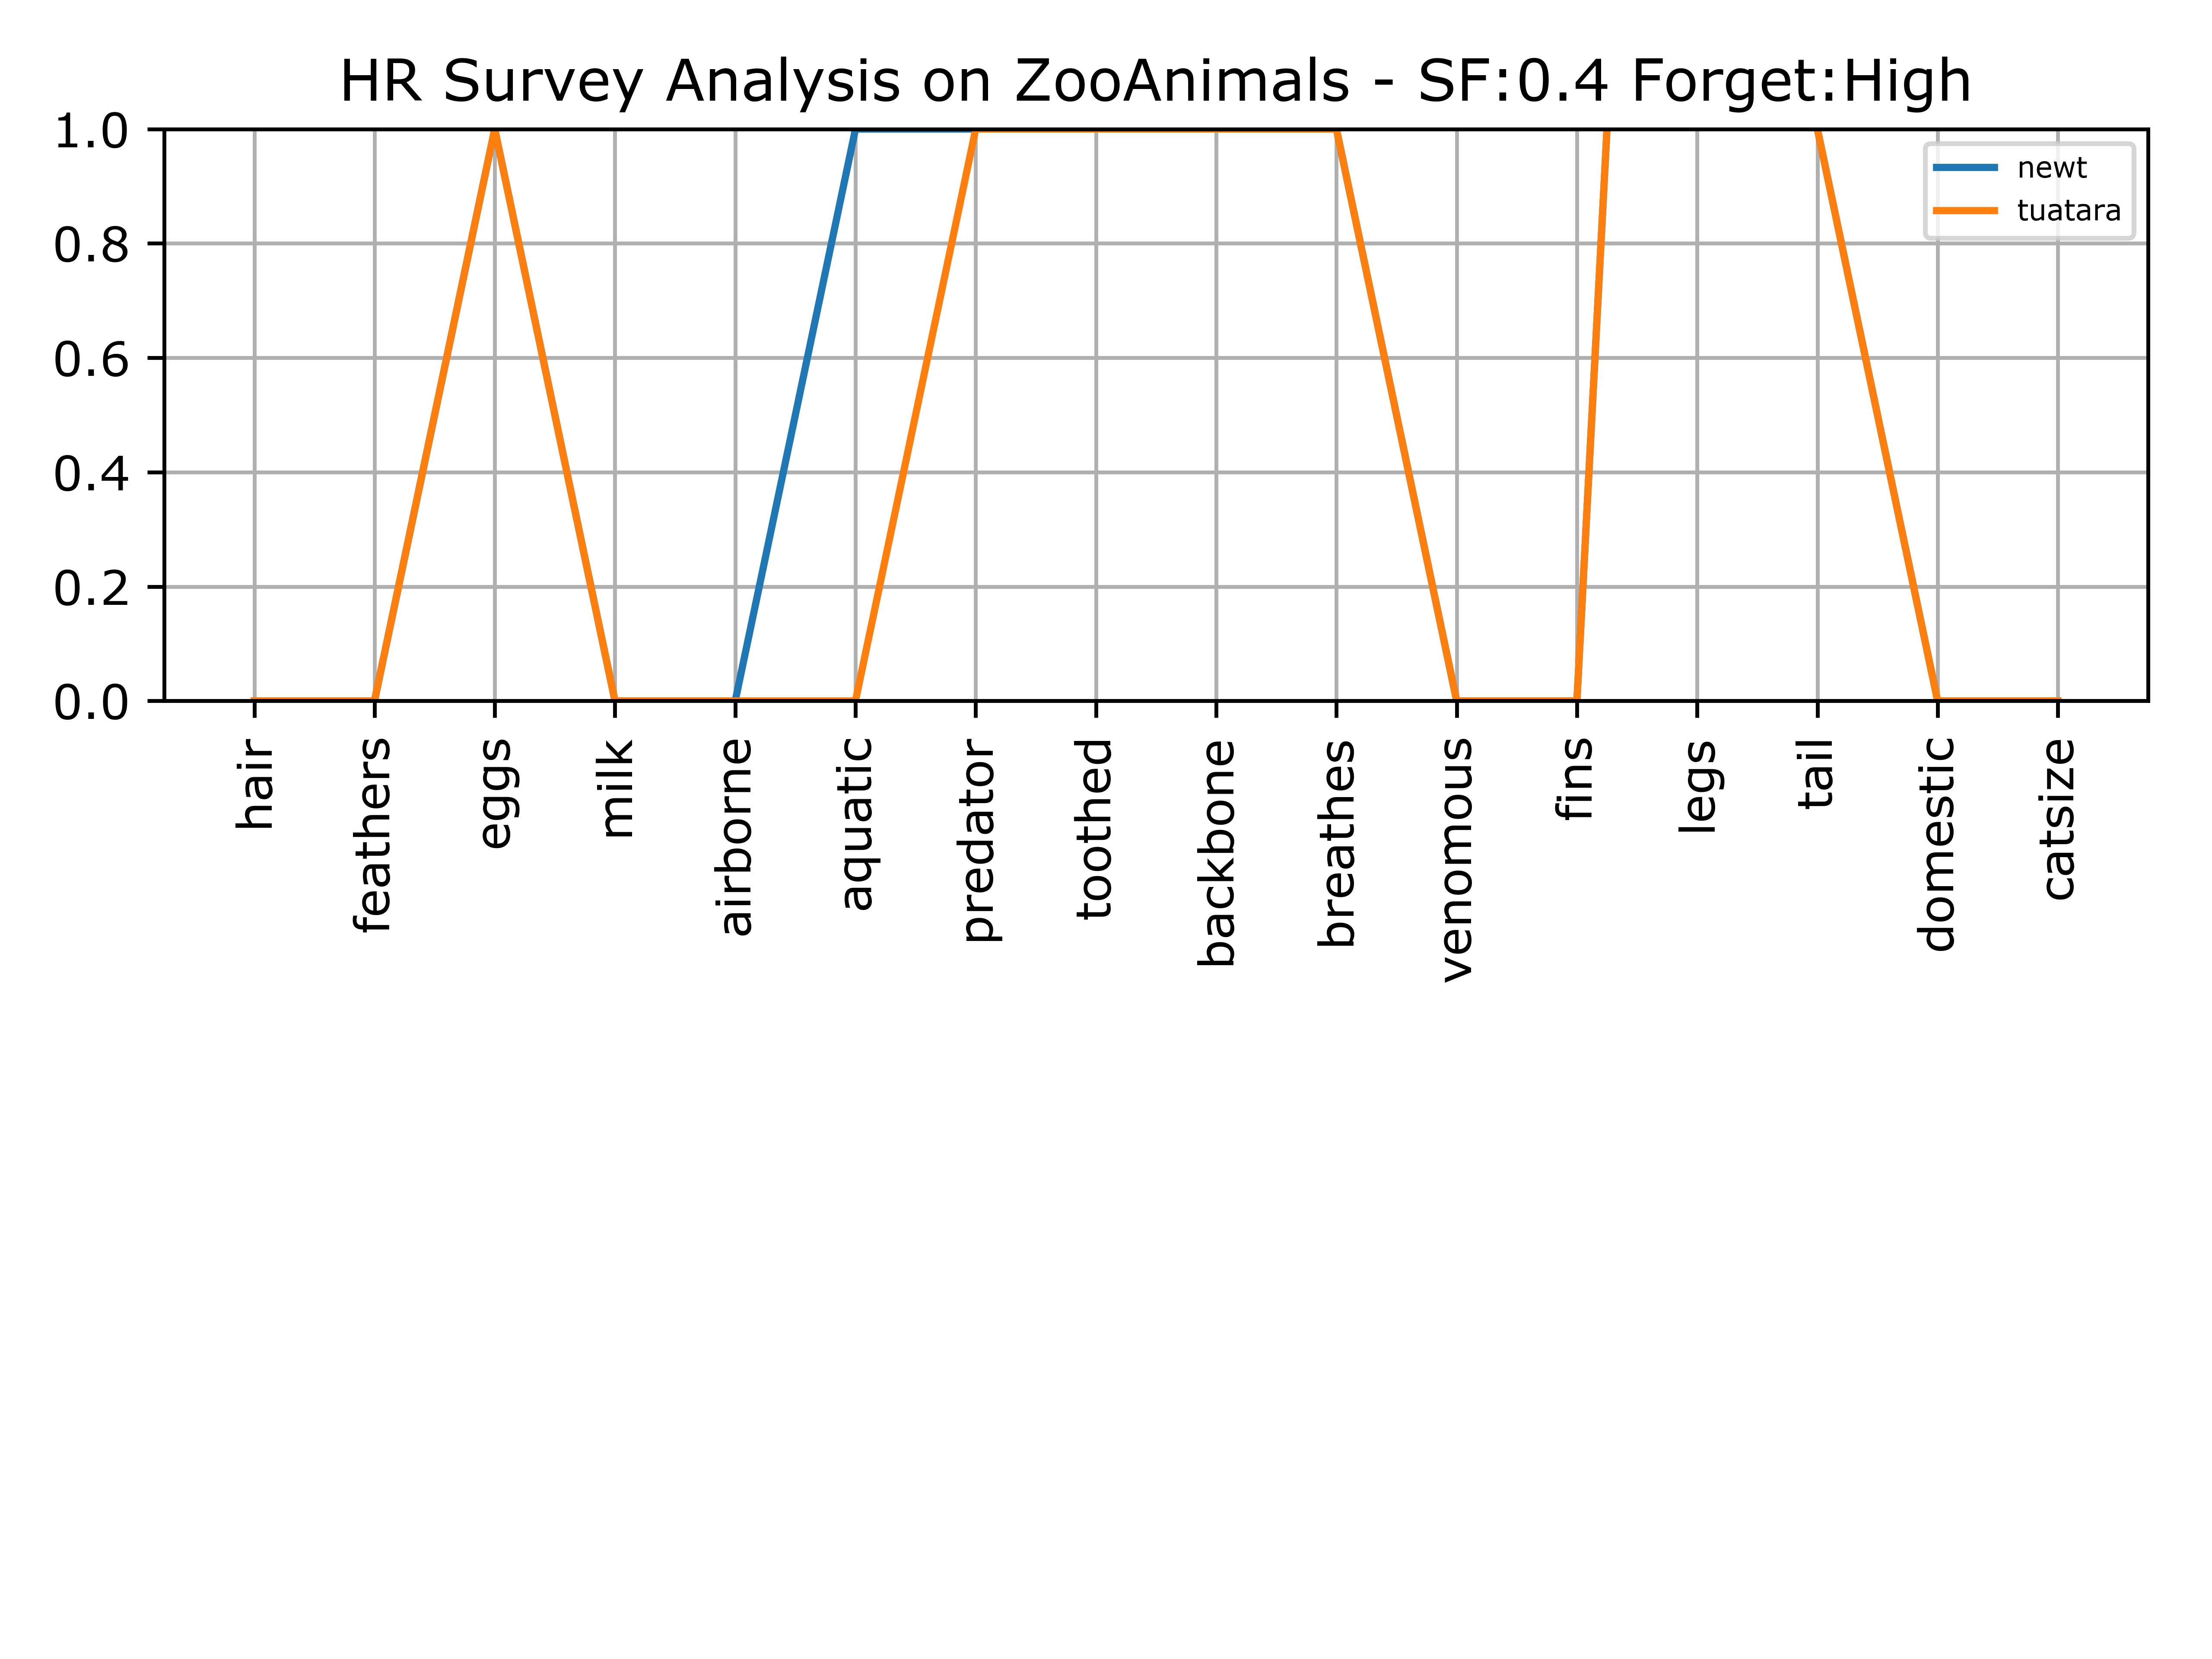 HR Survey Analysis on ZooAnimals - SF:0.4 Forget:High
1.0
0.8
0.6
0.4
0.2
0.0
newt
tuatara
hair
feathers
eggs
milk
airborne
aquatic
predator
toothed
backbone
breathes
venomous
fins
legs
tail
domestic
catsize